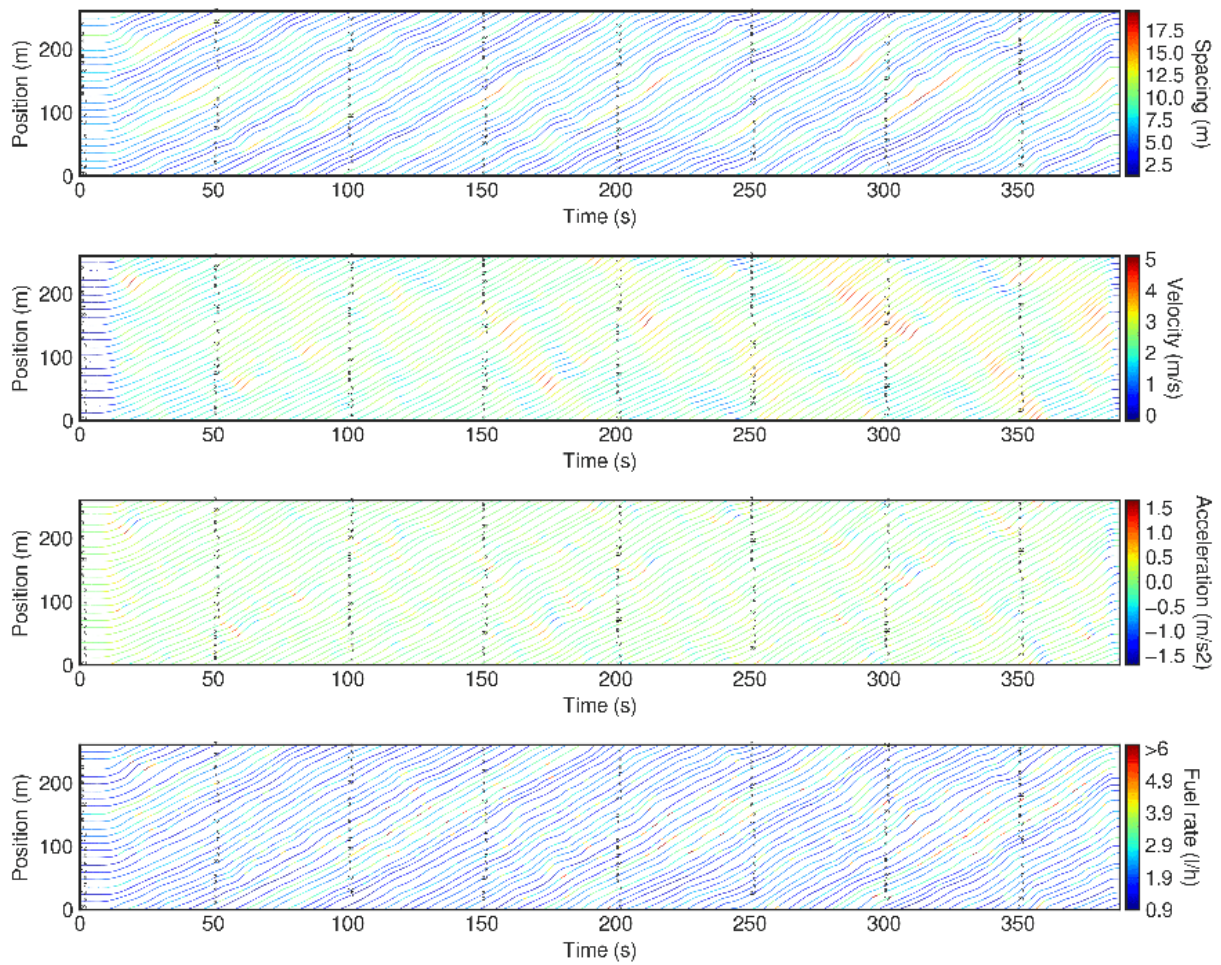 Position (m)
200
100
0
0 50 100 150 200 250 300 350
Time (s)
17.5
15.0
12.5
10.0
7.5
5.0
2.5
Spacing (m)
Position (m)
200
100
0
0 50 100 150 200 250 300 350
Time (s)
5
4
3
2
1
0
Velocity (m/s)
Position (m)
200
100
0
0 50 100 150 200 250 300 350
Time (s)
1.5
1.0
0.5
0.0
−0.5
−1.0
−1.5
Acceleration (m/s2)
Position (m)
200
100
0
0 50 100 150 200 250 300 350
Time (s)
>6
4.9
3.9
2.9
1.9
0.9
Fuel rate (l/h)